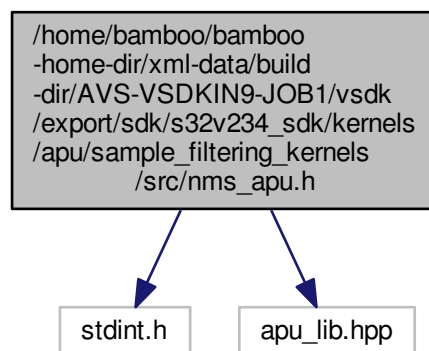 /home/bamboo/bamboo
-home-dir/xml-data/build
-dir/AVS-VSDKIN9-JOB1/vsdk
/export/sdk/s32v234_sdk/kernels
/apu/sample_filtering_kernels
/src/nms_apu.h
stdint.h
apu_lib.hpp